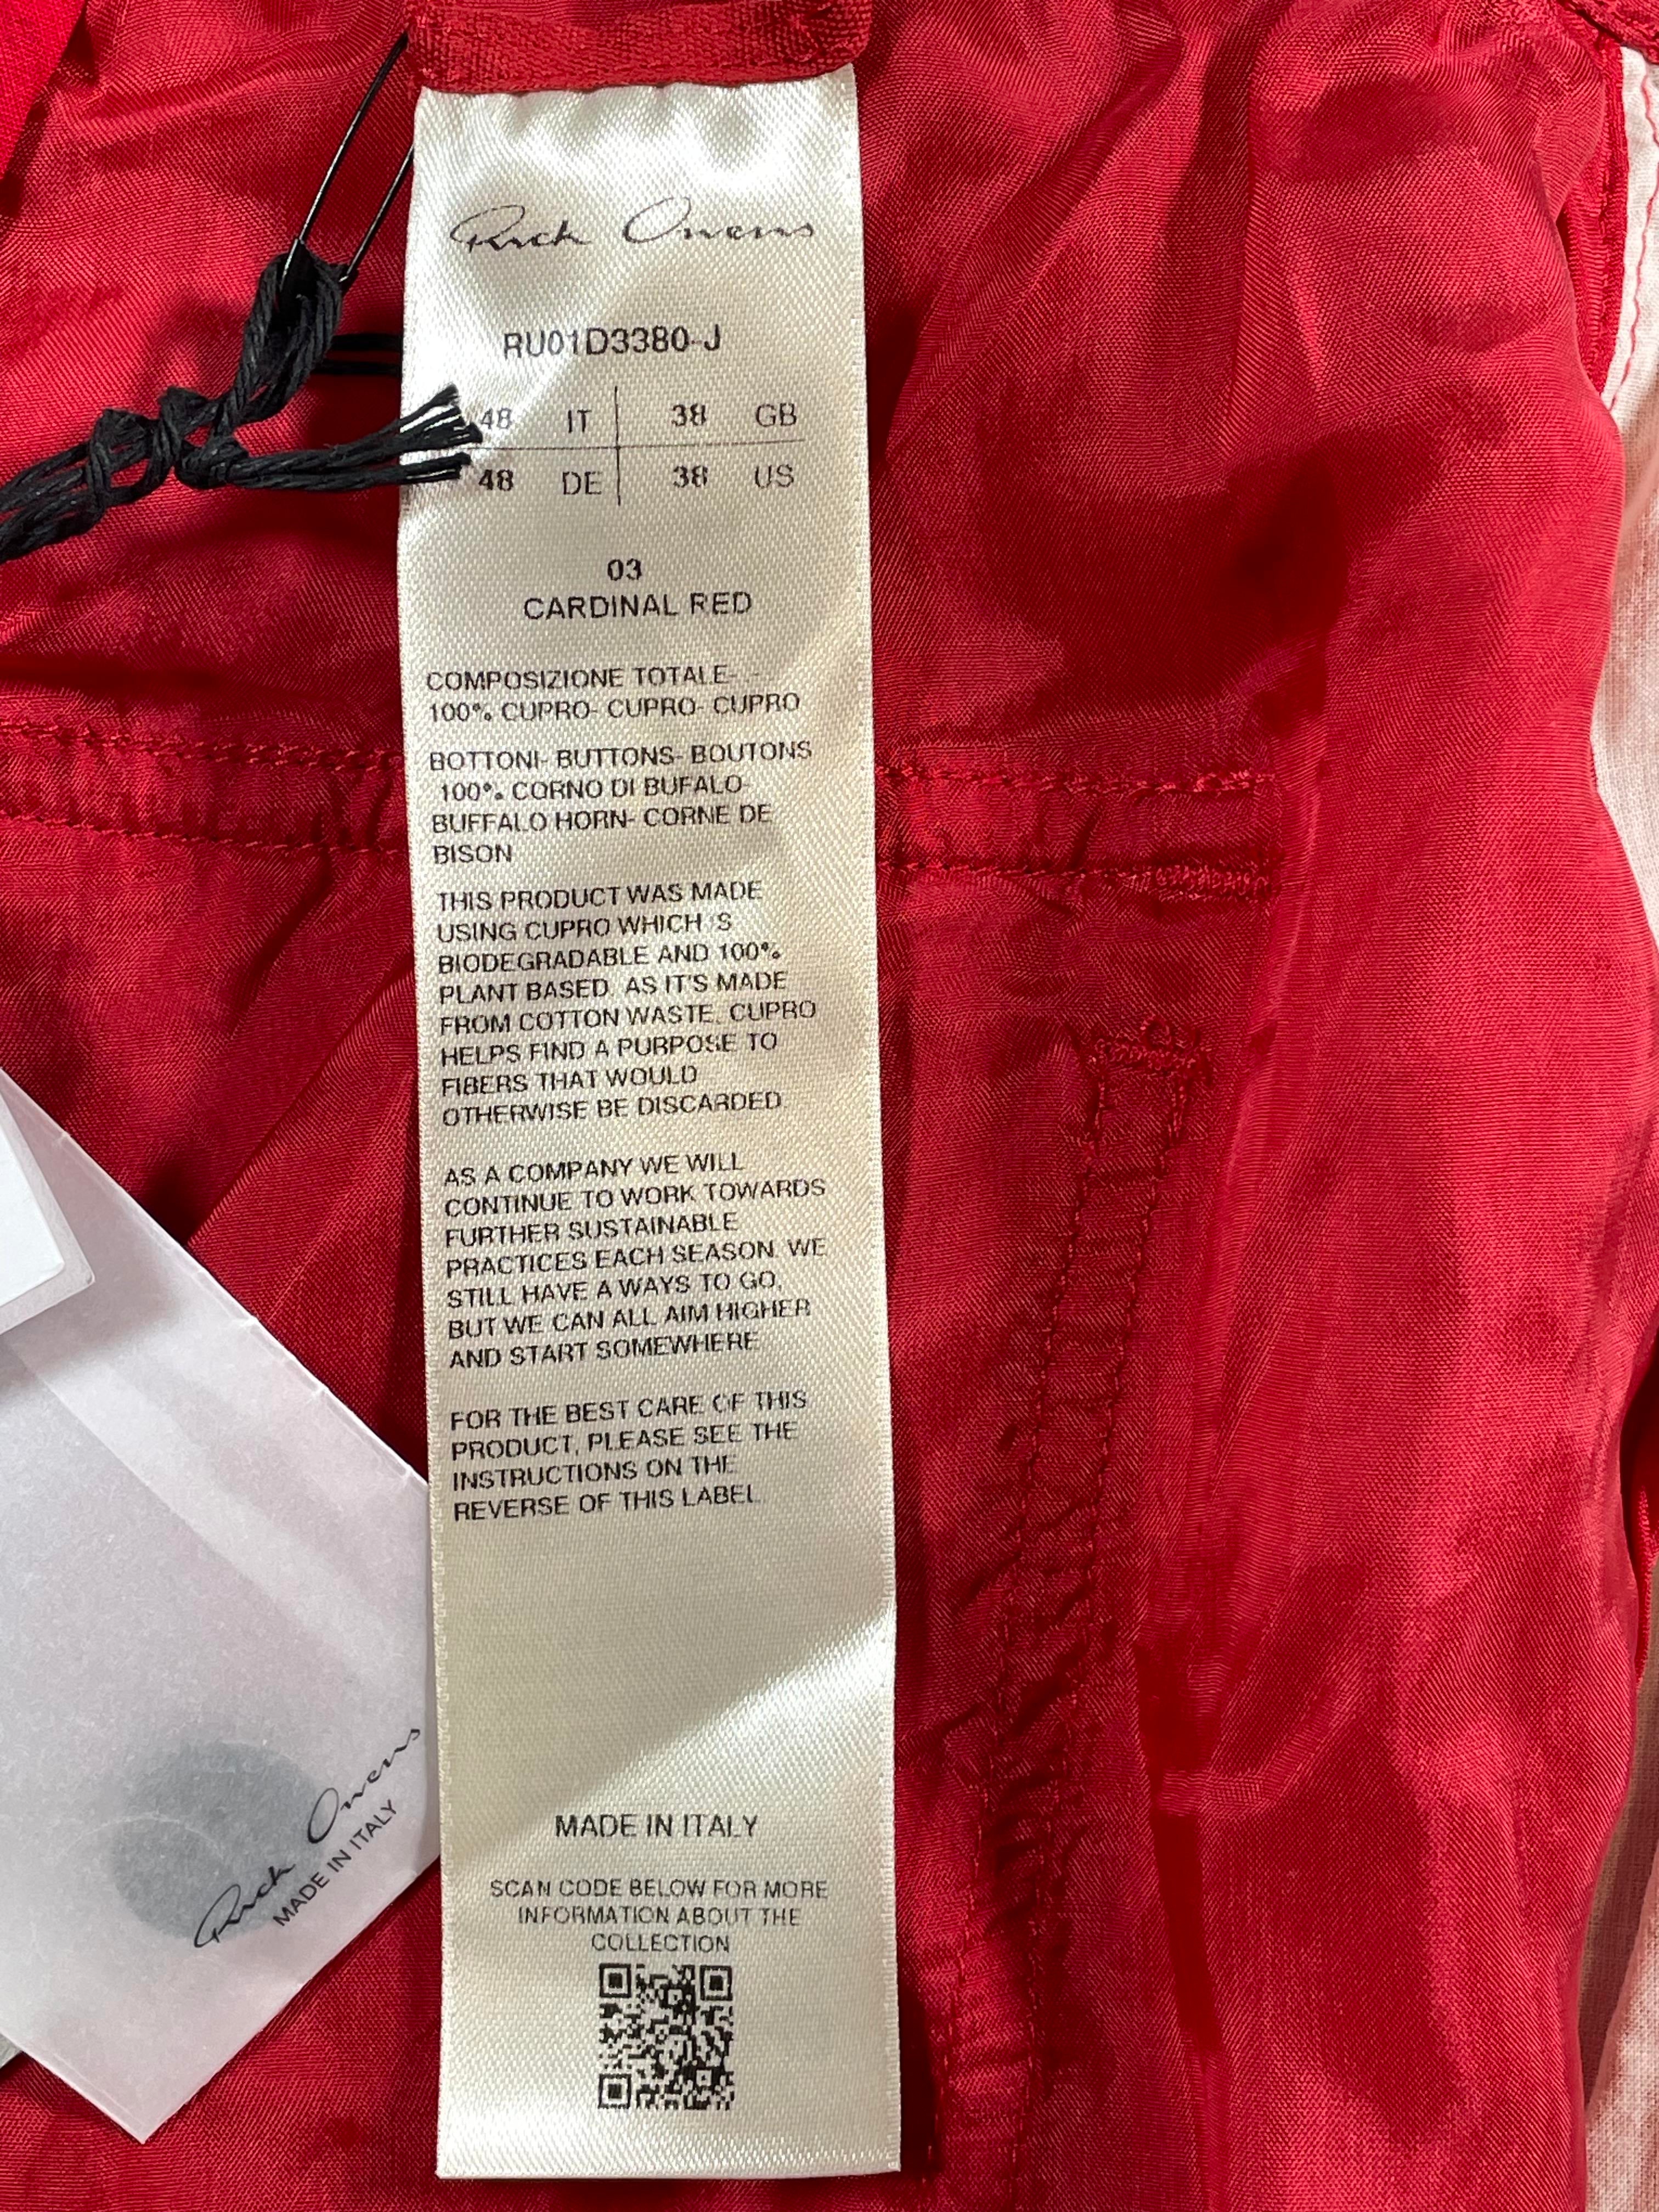 Rick Owens
RU01D3380-J
48 IT 38 GB
48 DE 38 US
03
CARDINAL RED
COMPOSIZIONE TOTALE- -
100% CUPRO- CUPRO- CUPRO
BOTTONI- BUTTONS- BOUTONS
100% CORNO DI BUFALO-
BUFFALO HORN- CORNE DE
BISON
THIS PRODUCT WAS MADE
USING CUPRO WHICH IS
BIODEGRADABLE AND 100%
PLANT BASED. AS IT'S MADE
FROM COTTON WASTE, CUPRO
HELPS FIND A PURPOSE TO
FIBERS THAT WOULD
OTHERWISE BE DISCARDED.
AS A COMPANY WE WILL
CONTINUE TO WORK TOWARDS
FURTHER SUSTAINABLE
PRACTICES EACH SEASON. WE
STILL HAVE A WAYS TO GO,
BUT WE CAN ALL AIM HIGHER
AND START SOMEWHERE.
FOR THE BEST CARE OF THIS
PRODUCT, PLEASE SEE THE
INSTRUCTIONS ON THE
REVERSE OF THIS LABEL.
MADE IN ITALY
SCAN CODE BELOW FOR MORE
INFORMATION ABOUT THE
COLLECTION
Rick Owens
MADE IN ITALY